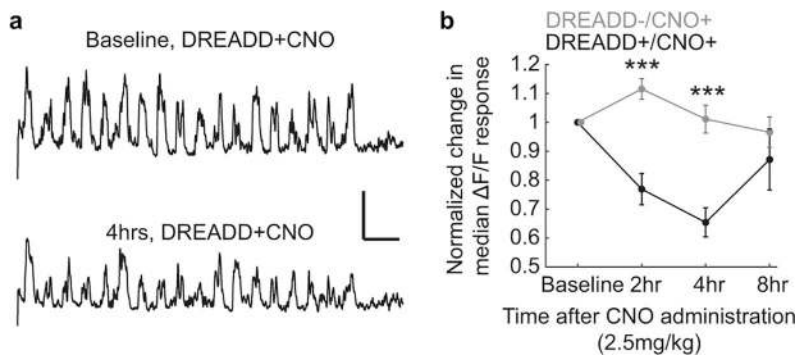 a
Baseline, DREADD+CNO
4hrs, DREADD+CNO
b
DREADD-/CNO+
DREADD+/CNO+
Normalized change in
median ΔF/F response
1.2
1.1
1
0.9
0.8
0.7
0.6
0.5
***
***
Baseline 2hr 4hr 8hr
Time after CNO administration
(2.5mg/kg)